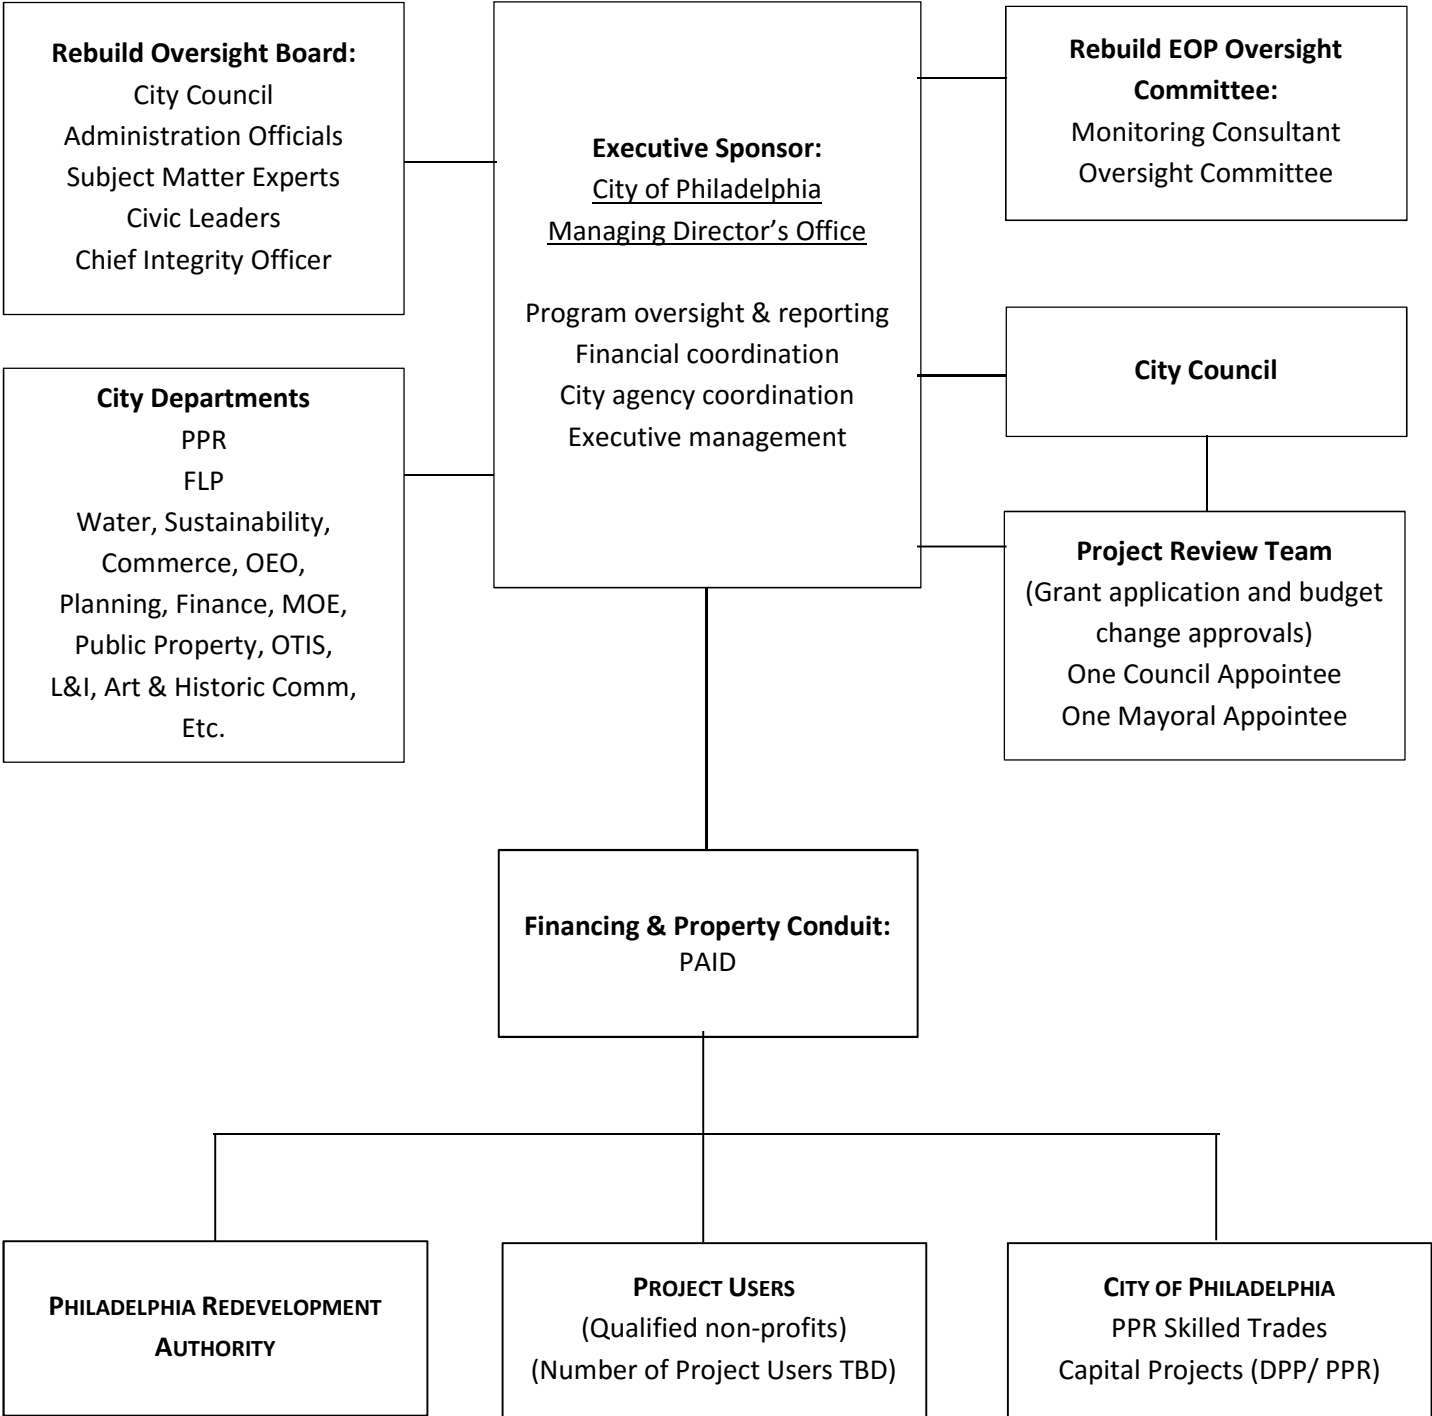 Rebuild Oversight Board:
City Council
Administration Officials
Subject Matter Experts
Civic Leaders
Chief Integrity Officer
Executive Sponsor:
City of Philadelphia
Managing Director’s Office
Program oversight & reporting
Financial coordination
City agency coordination
Executive management
Rebuild EOP Oversight
Committee:
Monitoring Consultant
Oversight Committee
City Departments
PPR
FLP
Water, Sustainability,
Commerce, OEO,
Planning, Finance, MOE,
Public Property, OTIS,
L&I, Art & Historic Comm,
Etc.
City Council
Project Review Team
(Grant application and budget
change approvals)
One Council Appointee
One Mayoral Appointee
Financing & Property Conduit:
PAID
PHILADELPHIA REDEVELOPMENT
AUTHORITY
PROJECT USERS
(Qualified non-profits)
(Number of Project Users TBD)
CITY OF PHILADELPHIA
PPR Skilled Trades
Capital Projects (DPP/ PPR)